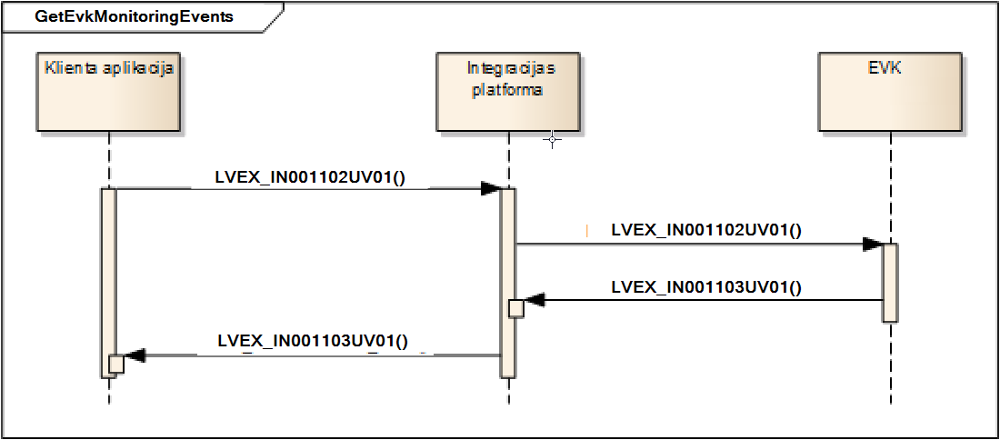 GetEvkMonitoringEvents
Klienta aplikacija
Integracijas
platforma
EVK
LVEX_IN001102UV01()
LVEX_IN001102UV01()
LVEX_IN001103UV01()
LVEX_IN001103UV01()